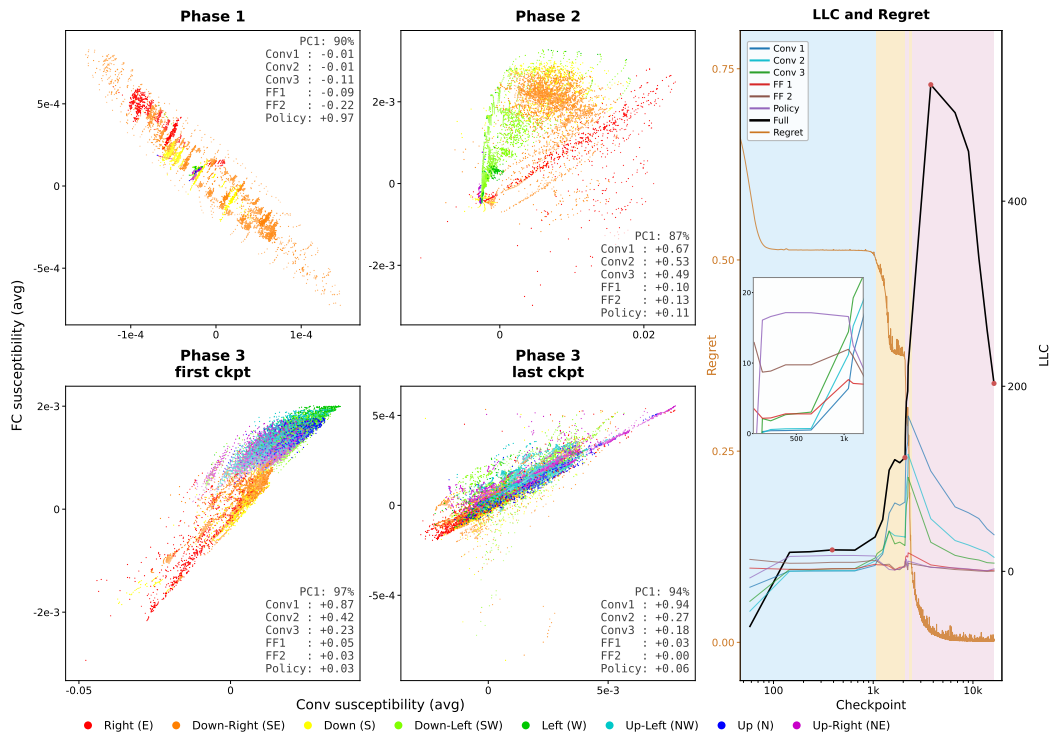 Phase 1
PC1: 90%
Conv1 : -0.01
Conv2 : -0.01
Conv3 : -0.11
FF1 : -0.09
FF2 : -0.22
Policy: +0.97
5e-4
0
-5e-4
-1e-4
0
1e-4
Phase 2
2e-3
0
-2e-3
PC1: 87%
Conv1 : +0.67
Conv2 : +0.53
Conv3 : +0.49
FF1 : +0.10
FF2 : +0.13
Policy: +0.11
0
0.02
Phase 3
first ckpt
2e-3
0
-2e-3
PC1: 97%
Conv1 : +0.87
Conv2 : +0.42
Conv3 : +0.23
FF1 : +0.05
FF2 : +0.03
Policy: +0.03
-0.05
0
Phase 3
last ckpt
5e-4
0
-5e-4
PC1: 94%
Conv1 : +0.94
Conv2 : +0.27
Conv3 : +0.18
FF1 : +0.03
FF2 : +0.00
Policy: +0.06
0
5e-3
FC susceptibility (avg)
Conv susceptibility (avg)
LLC and Regret
Conv 1
Conv 2
Conv 3
FF 1
FF 2
Policy
Full
Regret
0.75
0.50
0.25
0.00
Regret
20
10
0
500
1k
400
200
0
LLC
100
1k
10k
Checkpoint
Right (E)
Down-Right (SE)
Down (S)
Down-Left (SW)
Left (W)
Up-Left (NW)
Up (N)
Up-Right (NE)